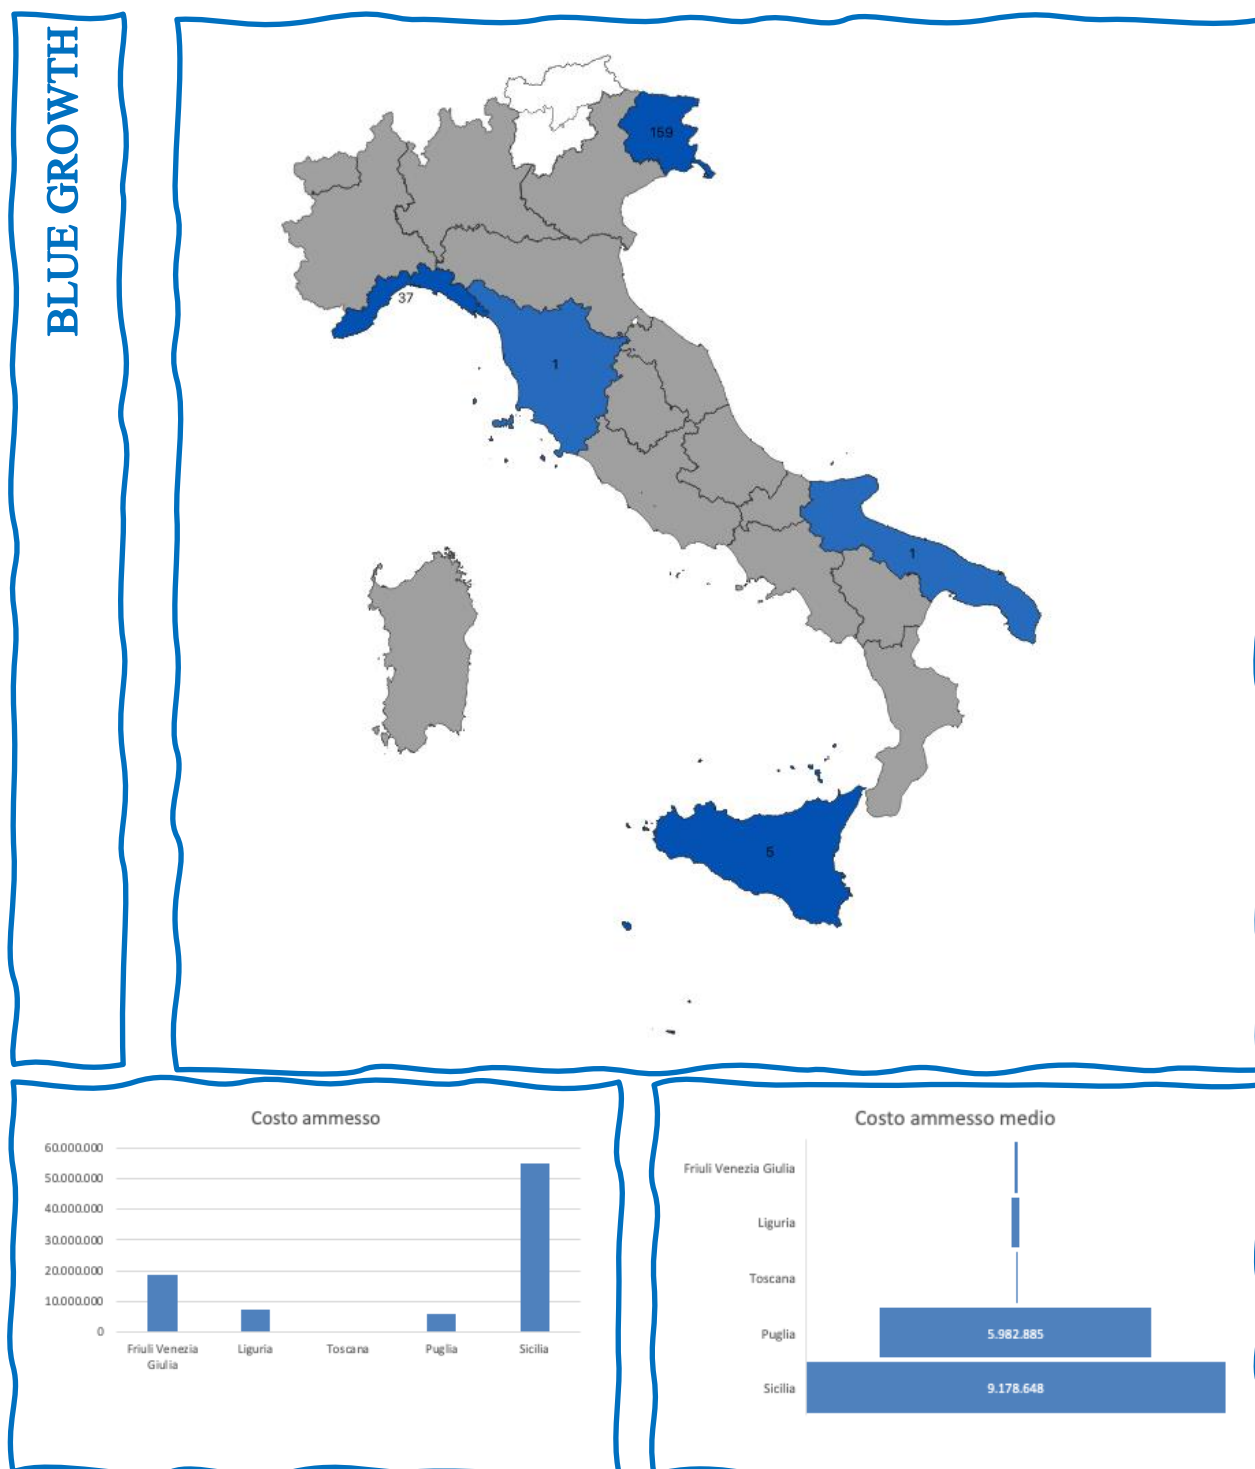 BLUE GROWTH
159
37
1
1
5
Costo ammesso
60.000.000
50.000.000
40.000.000
30.000.000
20.000.000
10.000.000
0
Friuli Venezia
Giulia
Liguria
Toscana
Puglia
Sicilia
Costo ammesso medio
Friuli Venezia Giulia
Liguria
Toscana
Puglia
5.982.885
Sicilia
9.178.648